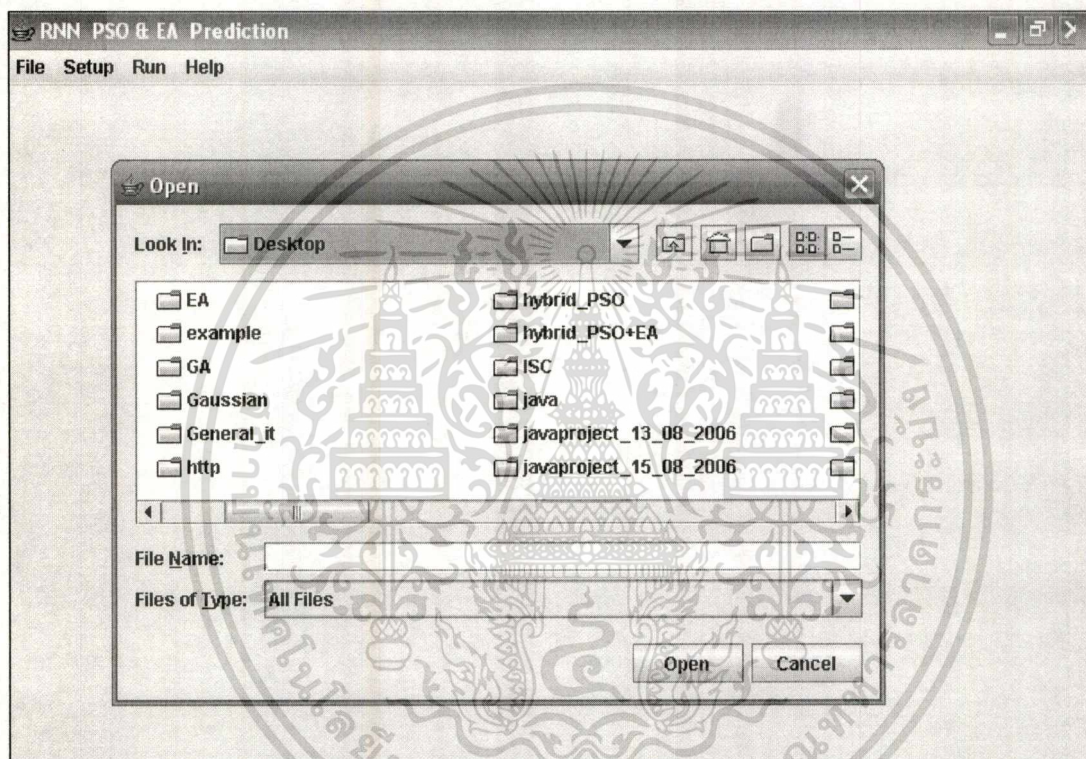 RNN PSO & EA Prediction
File Setup Run Help
Open
Look In: Desktop
EA
example
GA
Gaussian
General_it
http
hybrid_PSO
hybrid_PSO+EA
ISC
java
javaproject_13_08_2006
javaproject_15_08_2006
File Name:
Files of Type: All Files
Open Cancel